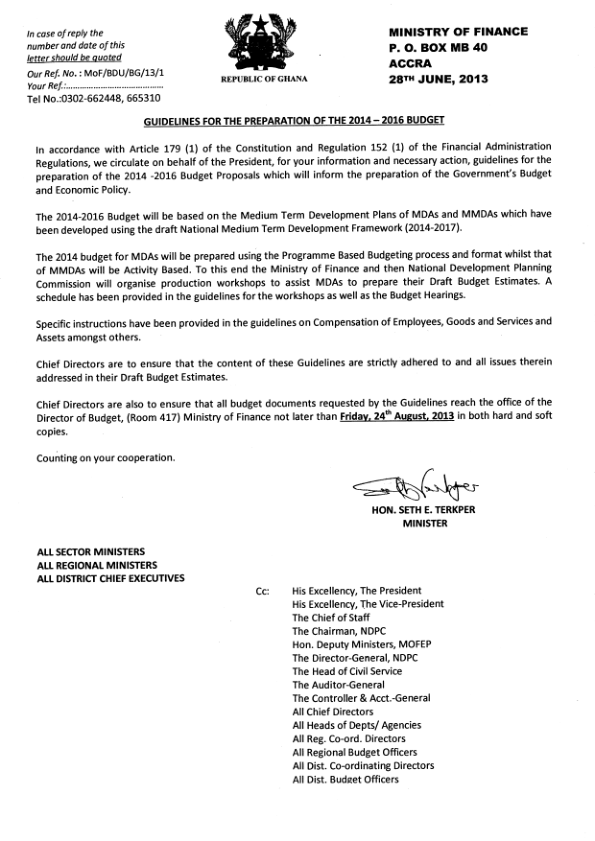 In case of reply the
number and date of this
letter should be quoted
Our Ref. No. : MoF/BDU/BG/13/1
Your Ref.:..........................................
Tel No.:0302-662448, 665310
REPUBLIC OF GHANA
MINISTRY OF FINANCE
P. O. BOX MB 40
ACCRA
28TH JUNE, 2013
GUIDELINES FOR THE PREPARATION OF THE 2014 – 2016 BUDGET
In accordance with Article 179 (1) of the Constitution and Regulation 152 (1) of the Financial Administration
Regulations, we circulate on behalf of the President, for your information and necessary action, guidelines for the
preparation of the 2014 -2016 Budget Proposals which will inform the preparation of the Government's Budget
and Economic Policy.
The 2014-2016 Budget will be based on the Medium Term Development Plans of MDAs and MMDAs which have
been developed using the draft National Medium Term Development Framework (2014-2017).
The 2014 budget for MDAs will be prepared using the Programme Based Budgeting process and format whilst that
of MMDAs will be Activity Based. To this end the Ministry of Finance and then National Development Planning
Commission will organise production workshops to assist MDAs to prepare their Draft Budget Estimates. A
schedule has been provided in the guidelines for the workshops as well as the Budget Hearings.
Specific instructions have been provided in the guidelines on Compensation of Employees, Goods and Services and
Assets amongst others.
Chief Directors are to ensure that the content of these Guidelines are strictly adhered to and all issues therein
addressed in their Draft Budget Estimates.
Chief Directors are also to ensure that all budget documents requested by the Guidelines reach the office of the
Director of Budget, (Room 417) Ministry of Finance not later than Friday, 24th August, 2013 in both hard and soft
copies.
Counting on your cooperation.
Seth Terkper
HON. SETH E. TERKPER
MINISTER
ALL SECTOR MINISTERS
ALL REGIONAL MINISTERS
ALL DISTRICT CHIEF EXECUTIVES
Cc: His Excellency, The President
His Excellency, The Vice-President
The Chief of Staff
The Chairman, NDPC
Hon. Deputy Ministers, MOFEP
The Director-General, NDPC
The Head of Civil Service
The Auditor-General
The Controller & Acct.-General
All Chief Directors
All Heads of Depts/ Agencies
All Reg. Co-ord. Directors
All Regional Budget Officers
All Dist. Co-ordinating Directors
All Dist. Budget Officers